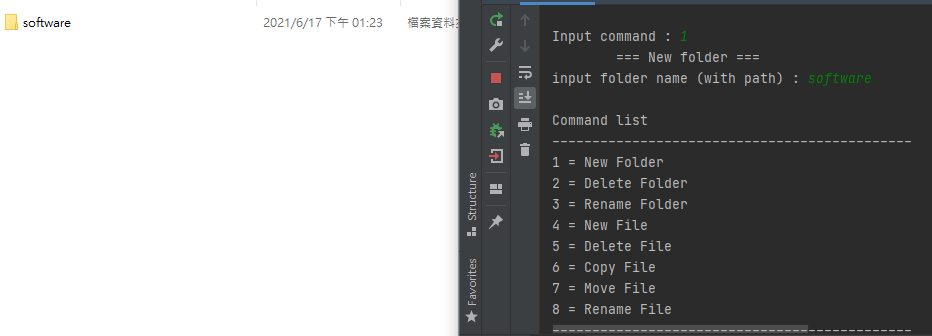 software 2021/6/17 下午 01:23 檔案資料
Input command : 1
=== New folder ===
input folder name (with path) : software
Command list
---------------------------------------------
1 = New Folder
2 = Delete Folder
3 = Rename Folder
4 = New File
5 = Delete File
6 = Copy File
7 = Move File
8 = Rename File
---------------------------------------------
Structure
Favorites